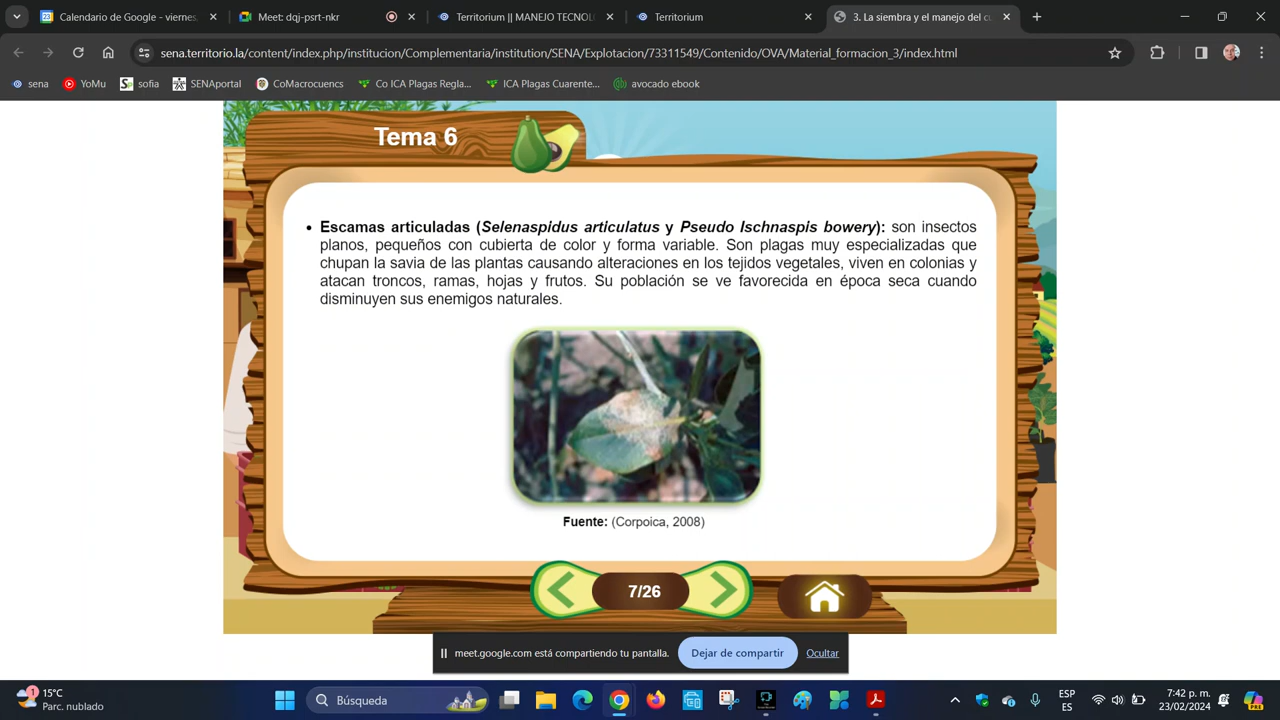 Calendario de Google - viernes,
Meet: dqj-psrt-nkr
Territorium || MANEJO TECNOL
Territorium
3. La siembra y el manejo del cu
sena.territorio.la/content/index.php/institucion/Complementaria/institution/SENA/Explotacion/73311549/Contenido/OVA/Material_formacion_3/index.html
sena
YoMu
sofia
SENAportal
CoMacrocuencs
Co ICA Plagas Regla...
ICA Plagas Cuarente...
avocado ebook
Tema 6
• Escamas articuladas (Selenaspidus articulatus y Pseudo Ischnaspis bowery): son insectos
planos, pequeños con cubierta de color y forma variable. Son plagas muy especializadas que
chupan la savia de las plantas causando alteraciones en los tejidos vegetales, viven en colonias y
atacan troncos, ramas, hojas y frutos. Su población se ve favorecida en época seca cuando
disminuyen sus enemigos naturales.
Fuente: (Corpoica, 2008)
7/26
meet.google.com está compartiendo tu pantalla.
Dejar de compartir
Ocultar
1
15°C
Parc. nublado
Búsqueda
ESP
ES
7:42 p. m.
23/02/2024